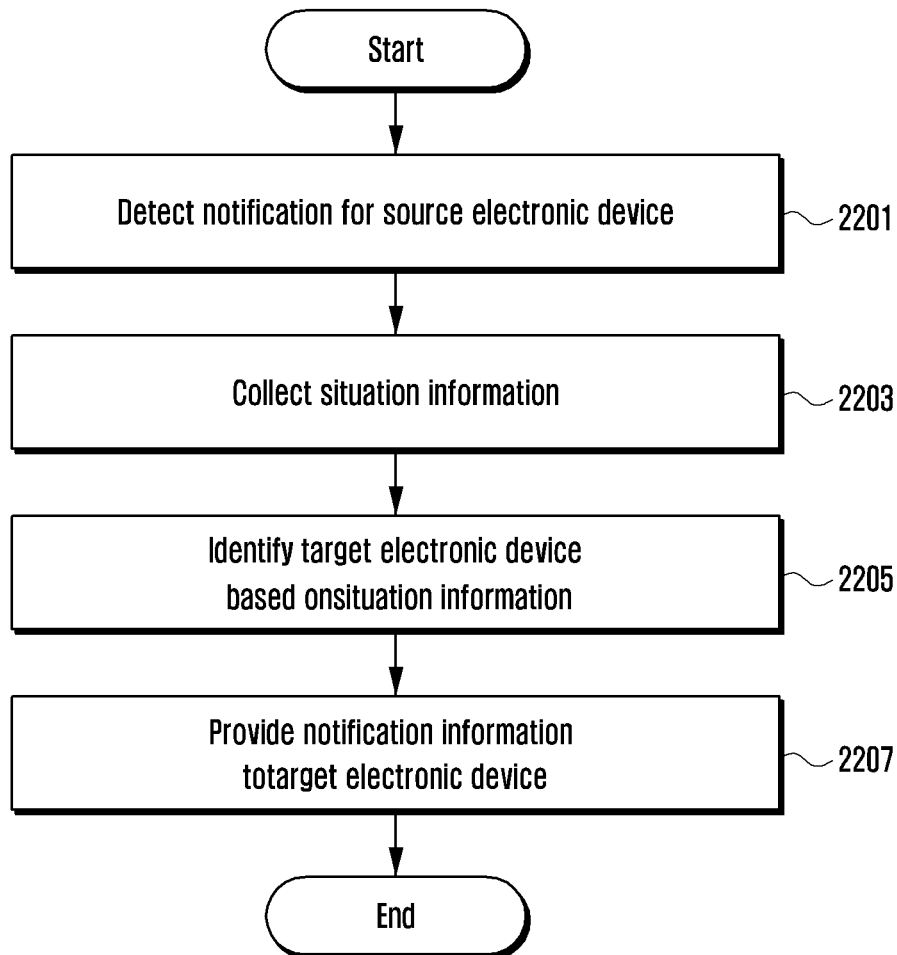 Start
Detect notification for source electronic device
2201
Collect situation information
2203
Identify target electronic device
based onsituation information
2205
Provide notification information
totarget electronic device
2207
End